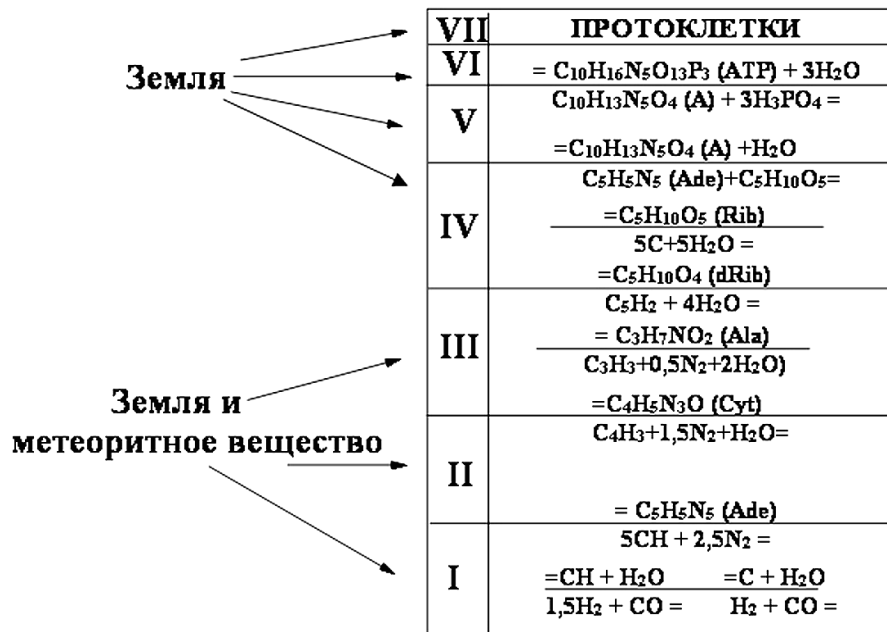 VII ПРОТОКЛЕТКИ
Земля
VI = C₁₀H₁₆N₅O₁₃P₃ (ATP) + 3H₂O
C₁₀H₁₃N₅O₄ (A) + 3H₃PO₄ =
V
=C₁₀H₁₃N₅O₄ (A) +H₂O
C₅H₅N₅ (Ade)+C₅H₁₀O₅=
=C₅H₁₀O₅ (Rib)
IV
5C+5H₂O =
=C₅H₁₀O₄ (dRib)
C₅H₂ + 4H₂O =
= C₃H₇NO₂ (Ala)
III
C₃H₃+0,5N₂+2H₂O)
Земля и
метеоритное вещество
=C₄H₅N₃O (Cyt)
C₄H₃+1,5N₂+H₂O=
II
= C₅H₅N₅ (Ade)
5CH + 2,5N₂ =
I
=CH + H₂O =C + H₂O
1,5H₂ + CO = H₂ + CO =